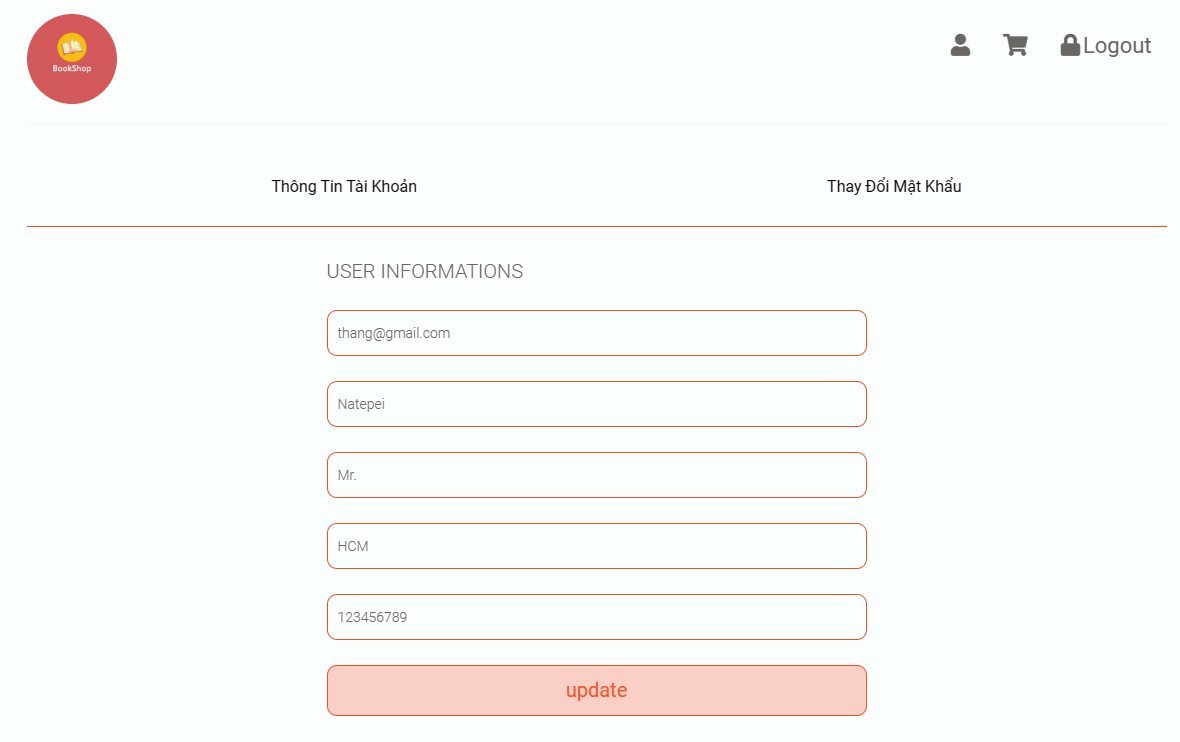 BookShop
Logout
Thông Tin Tài Khoản
Thay Đổi Mật Khẩu
USER INFORMATIONS
thang@gmail.com
Natepei
Mr.
HCM
123456789
update